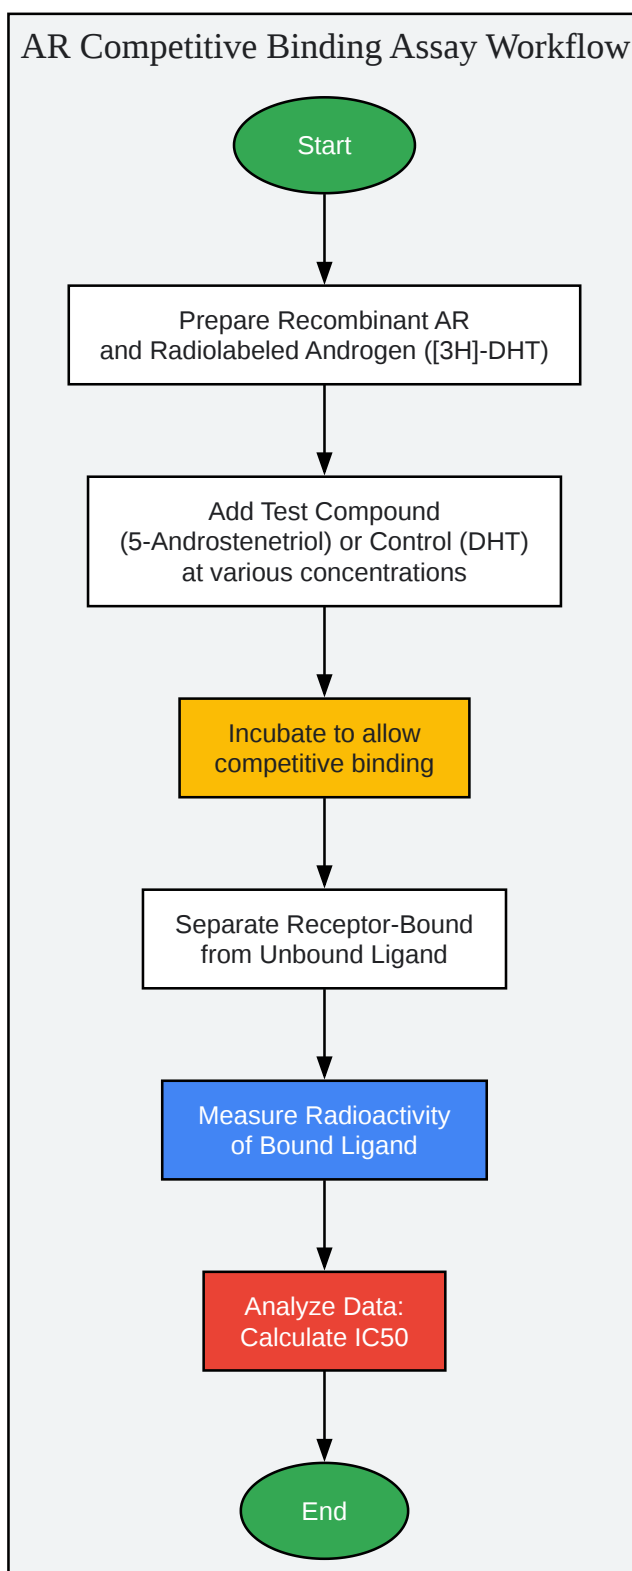 AR Competitive Binding Assay Workflow
Start
Prepare Recombinant AR
and Radiolabeled Androgen ([3H]-DHT)
Add Test Compound
(5-Androstenetriol) or Control (DHT)
at various concentrations
Incubate to allow
competitive binding
Separate Receptor-Bound
from Unbound Ligand
Measure Radioactivity
of Bound Ligand
Analyze Data:
Calculate IC50
End